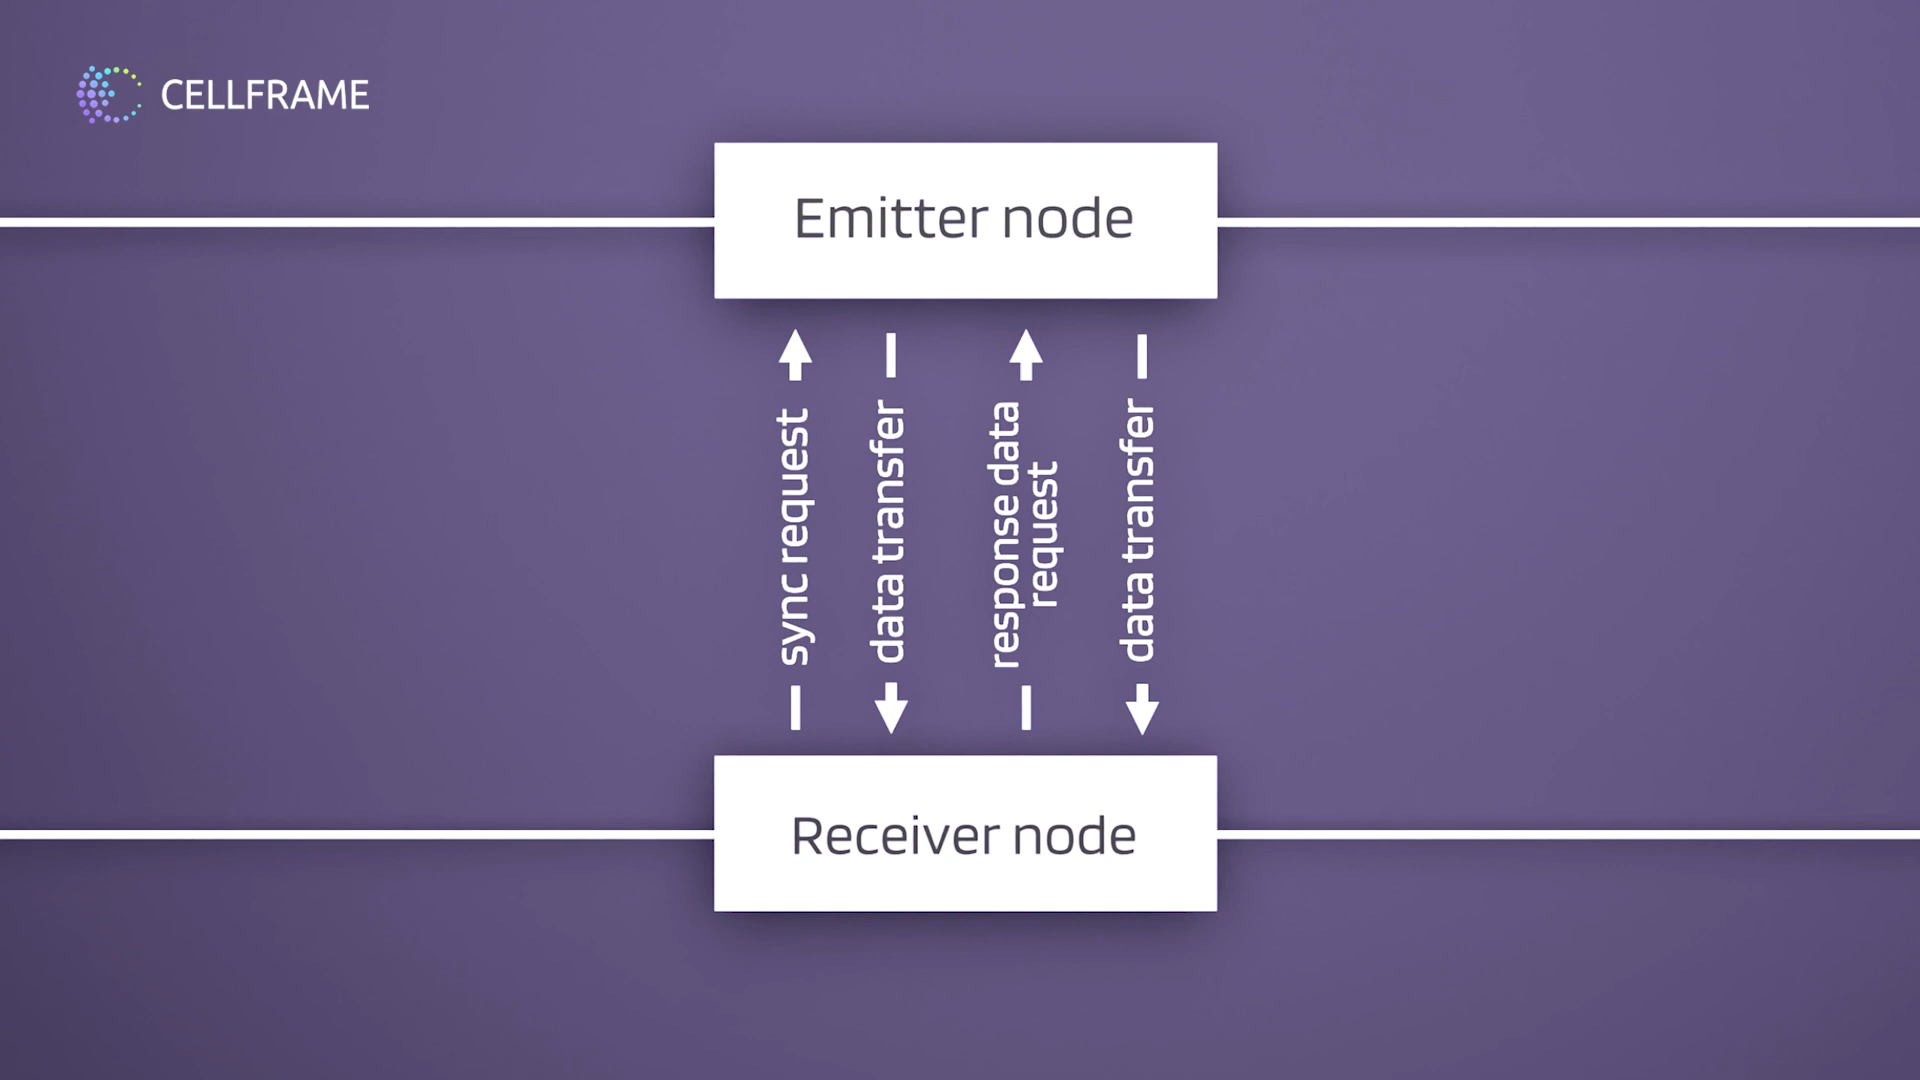 CELLFRAME
Emitter node
sync request
data transfer
response data
request
data transfer
Receiver node